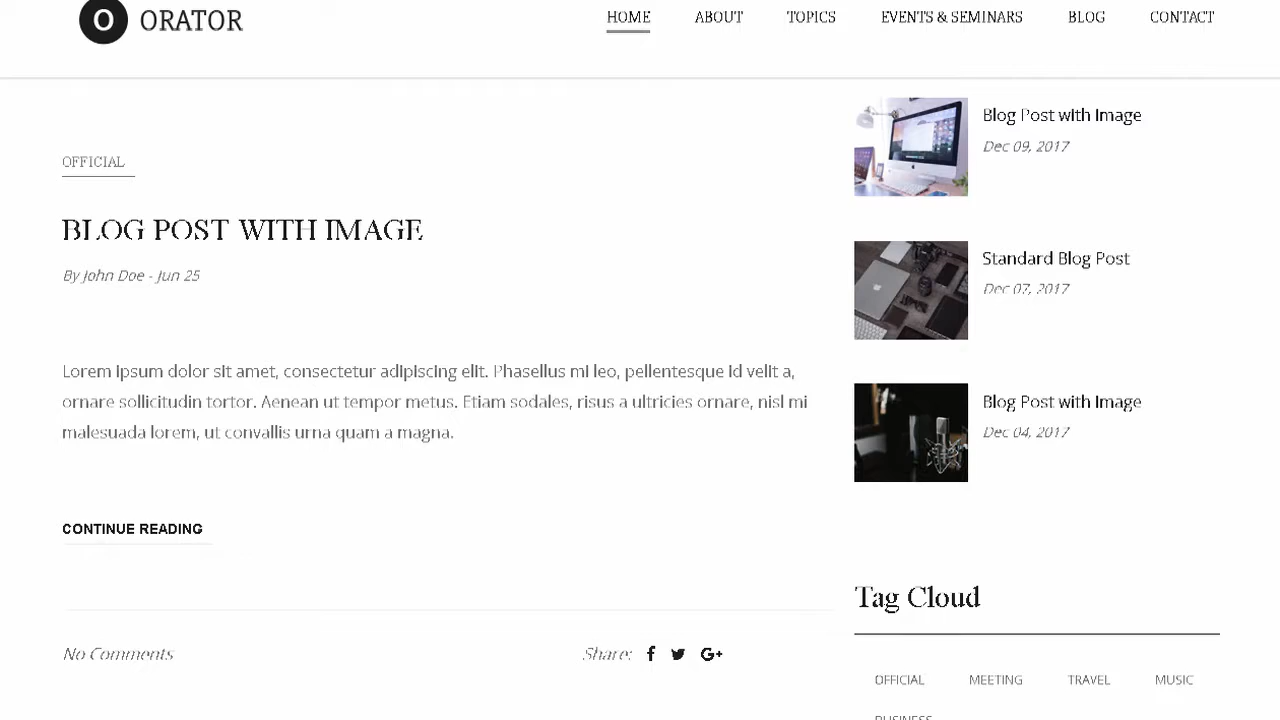 O ORATOR
HOME ABOUT TOPICS EVENTS & SEMINARS BLOG CONTACT
OFFICIAL
BLOG POST WITH IMAGE
By John Doe - Jun 25
Lorem ipsum dolor sit amet, consectetur adipiscing elit. Phasellus mi leo, pellentesque id velit a,
ornare sollicitudin tortor. Aenean ut tempor metus. Etiam sodales, risus a ultricies ornare, nisl mi
malesuada lorem, ut convallis urna quam a magna.
CONTINUE READING
No Comments
Share: f G+
Blog Post with Image
Dec 09, 2017
Standard Blog Post
Dec 07, 2017
Blog Post with Image
Dec 04, 2017
Tag Cloud
OFFICIAL MEETING TRAVEL MUSIC
BUSINESS